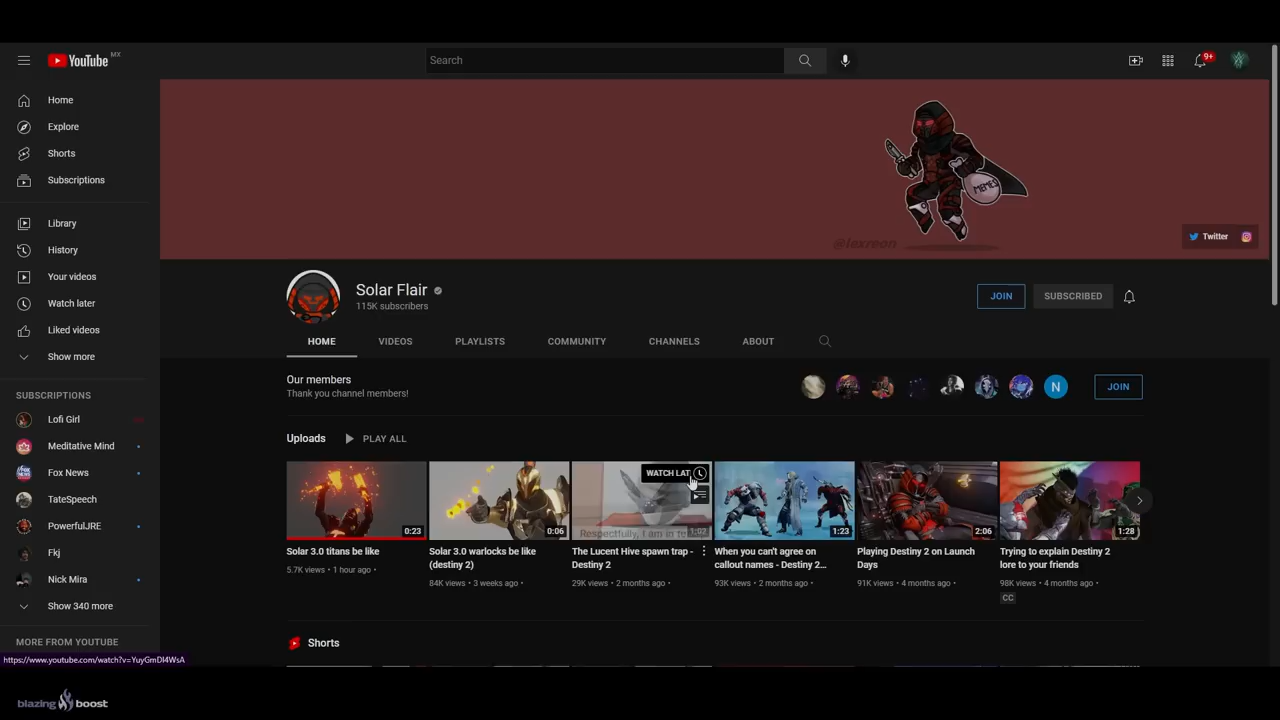 YouTube MX
Search
9+
Home
Explore
Shorts
Subscriptions
Library
History
Your videos
Watch later
Liked videos
Show more
SUBSCRIPTIONS
Lofi Girl
Meditative Mind
Fox News
TateSpeech
PowerfulJRE
Fkj
Nick Mira
Show 340 more
MORE FROM YOUTUBE
https://www.youtube.com/watch?v=YuyGmDl4WsA
MEMES
@lexroon
Twitter
Solar Flair
115K subscribers
JOIN
SUBSCRIBED
HOME VIDEOS PLAYLISTS COMMUNITY CHANNELS ABOUT
Our members
Thank you channel members!
N
JOIN
Uploads PLAY ALL
0:23
Solar 3.0 titans be like
5.7K views • 1 hour ago •
0:06
Solar 3.0 warlocks be like
(destiny 2)
84K views • 3 weeks ago •
WATCH LAT
Respectfully, I am in
The Lucent Hive spawn trap -
Destiny 2
29K views • 2 months ago •
1:23
When you can't agree on
callout names - Destiny 2...
93K views • 2 months ago •
2:06
Playing Destiny 2 on Launch
Days
91K views • 4 months ago •
1:28
Trying to explain Destiny 2
lore to your friends
98K views • 4 months ago •
CC
Shorts
blazing boost